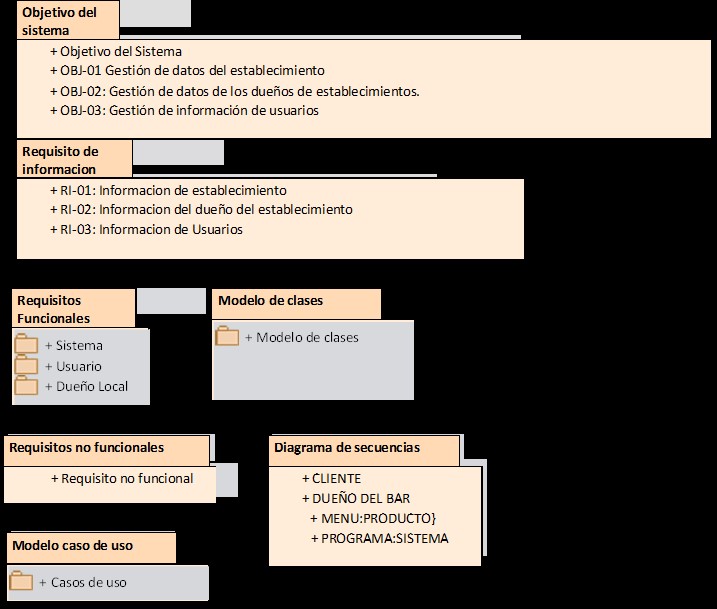 Objetivo del
sistema
+ Objetivo del Sistema
+ OBJ-01 Gestión de datos del establecimiento
+ OBJ-02: Gestión de datos de los dueños de establecimientos.
+ OBJ-03: Gestión de información de usuarios
Requisito de
informacion
+ RI-01: Informacion de establecimiento
+ RI-02: Informacion del dueño del establecimiento
+ RI-03: Informacion de Usuarios
Requisitos
Funcionales
+ Sistema
+ Usuario
+ Dueño Local
Modelo de clases
+ Modelo de clases
Requisitos no funcionales
+ Requisito no funcional
Diagrama de secuencias
+ CLIENTE
+ DUEÑO DEL BAR
+ MENU:PRODUCTO}
+ PROGRAMA:SISTEMA
Modelo caso de uso
+ Casos de uso